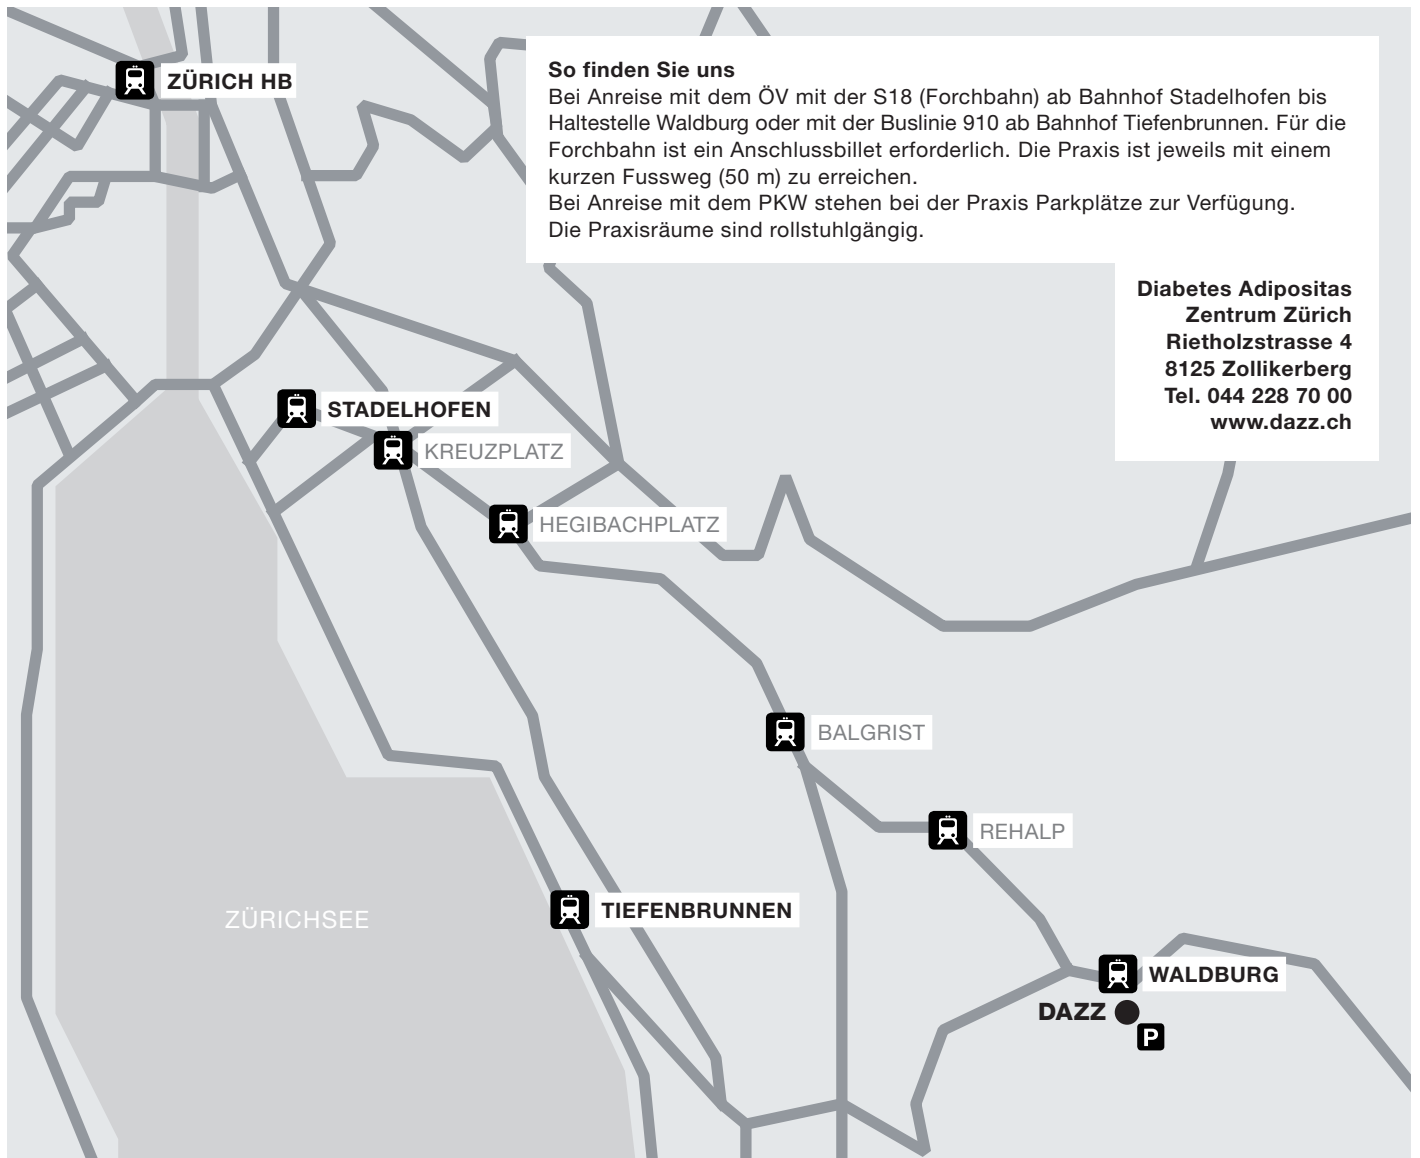 ZÜRICH HB
So finden Sie uns
Bei Anreise mit dem ÖV mit der S18 (Forchbahn) ab Bahnhof Stadelhofen bis
Haltestelle Waldburg oder mit der Buslinie 910 ab Bahnhof Tiefenbrunnen. Für die
Forchbahn ist ein Anschlussbillet erforderlich. Die Praxis ist jeweils mit einem
kurzen Fussweg (50 m) zu erreichen.
Bei Anreise mit dem PKW stehen bei der Praxis Parkplätze zur Verfügung.
Die Praxisräume sind rollstuhlgängig.
Diabetes Adipositas
Zentrum Zürich
Rietholzstrasse 4
8125 Zollikerberg
Tel. 044 228 70 00
www.dazz.ch
STADELHOFEN
KREUZPLATZ
HEGIBACHPLATZ
BALGRIST
REHALP
TIEFENBRUNNEN
ZÜRICHSEE
WALDBURG
DAZZ
P